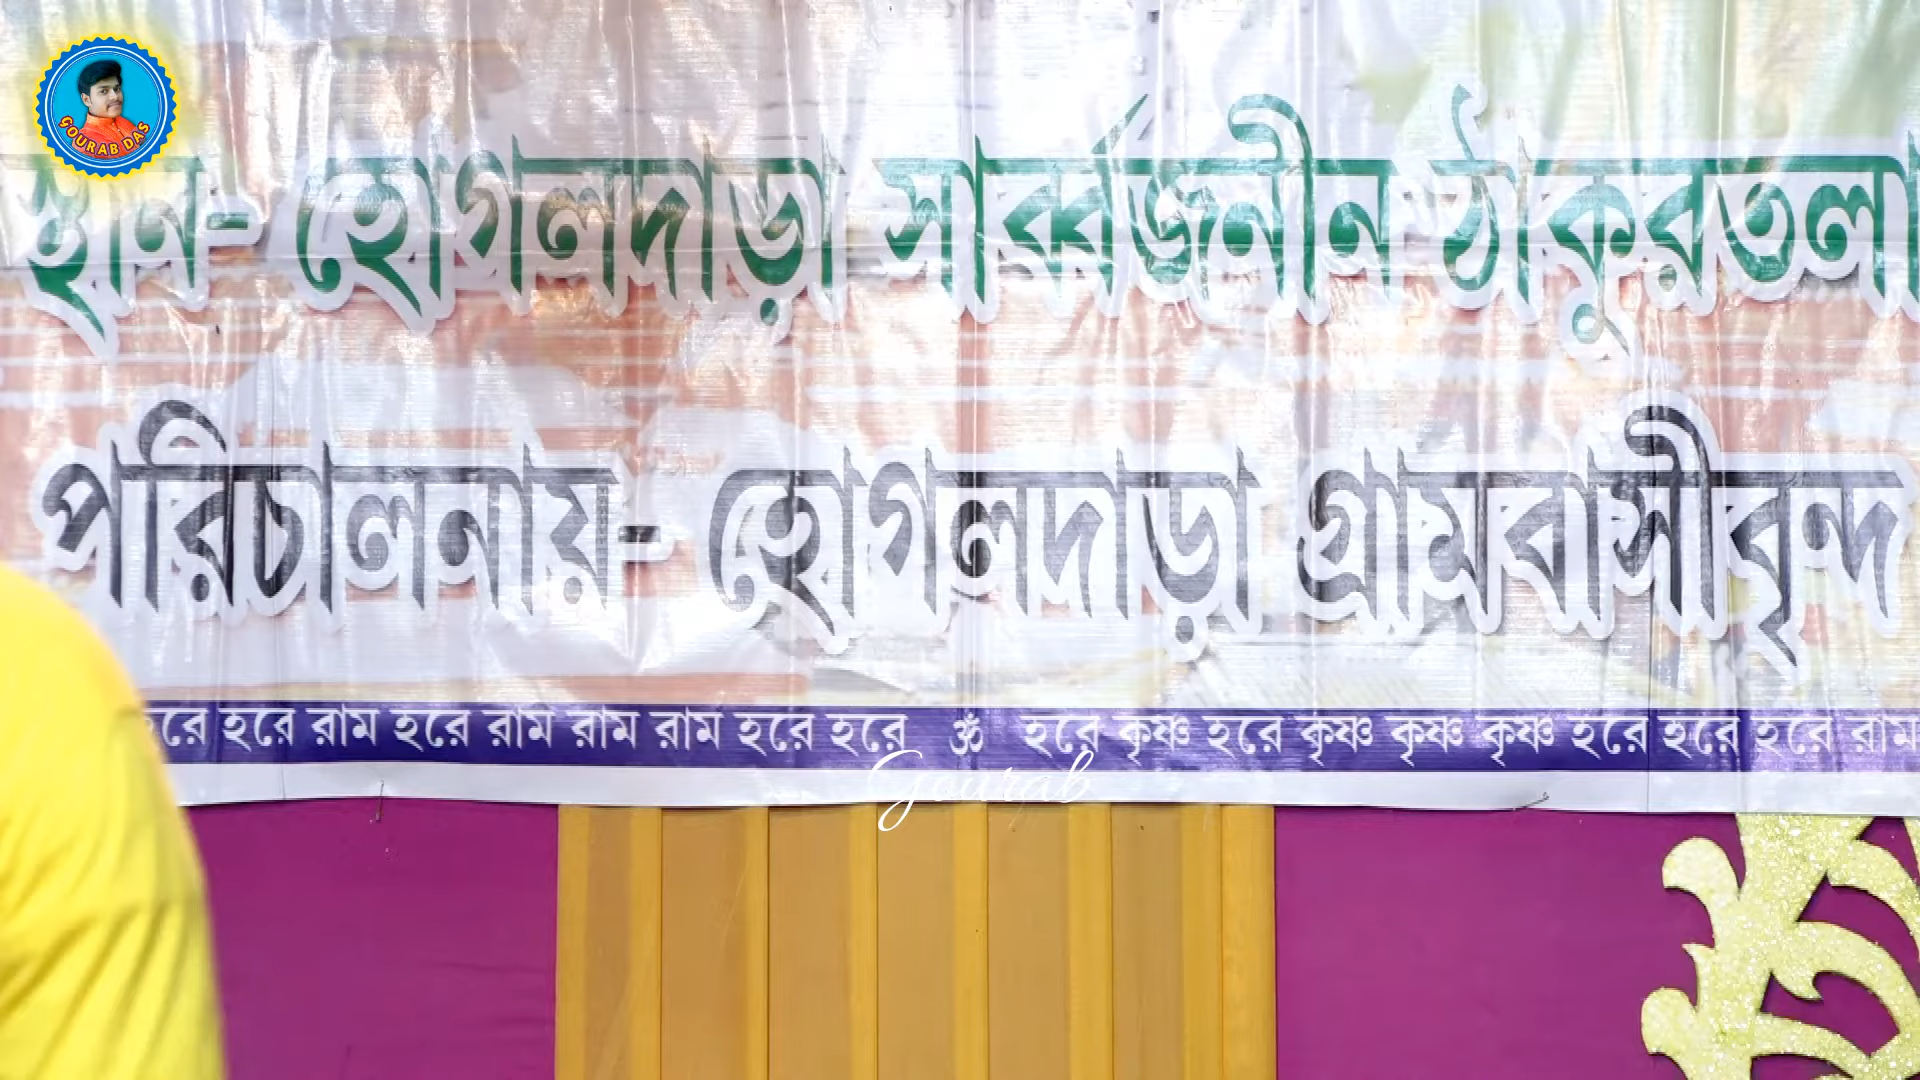 GOURAB DAS
স্থান- হোগলদাড়া সার্ব্বজনীন ঠাকুরতলা
পরিচালনায়- হোগলদাড়া গ্রামবাসীবৃন্দ
হরে হরে রাম হরে রাম রাম রাম হরে হরে ॐ হরে কৃষ্ণ হরে কৃষ্ণ কৃষ্ণ কৃষ্ণ হরে হরে হরে রাম
Gourab